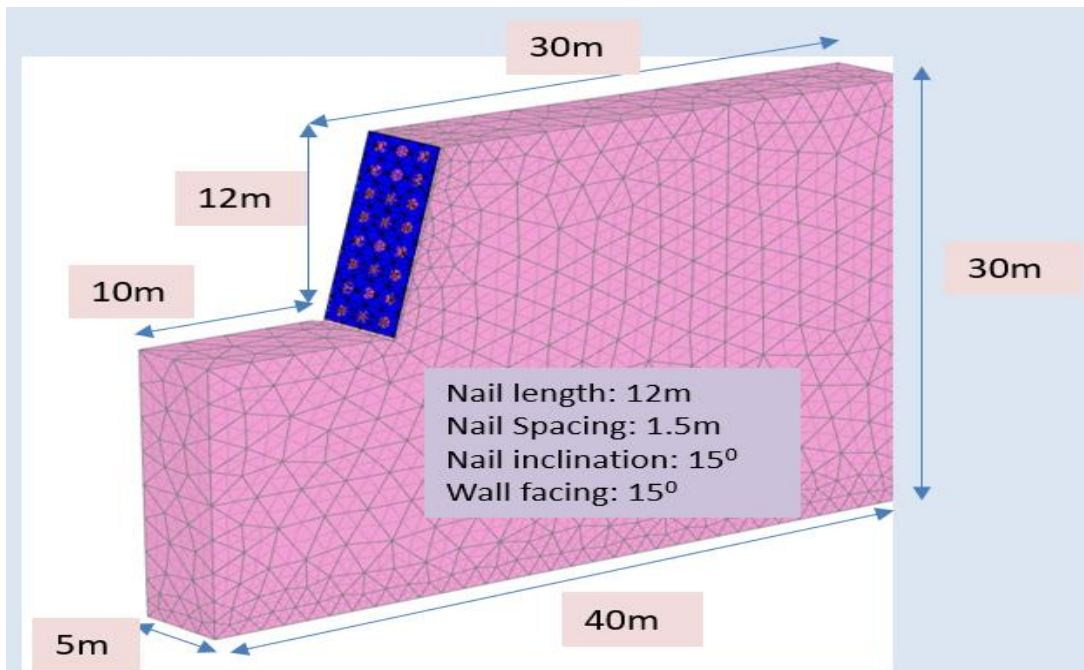 30m
12m
10m
30m
Nail length: 12m
Nail Spacing: 1.5m
Nail inclination: 15⁰
Wall facing: 15⁰
40m
5m